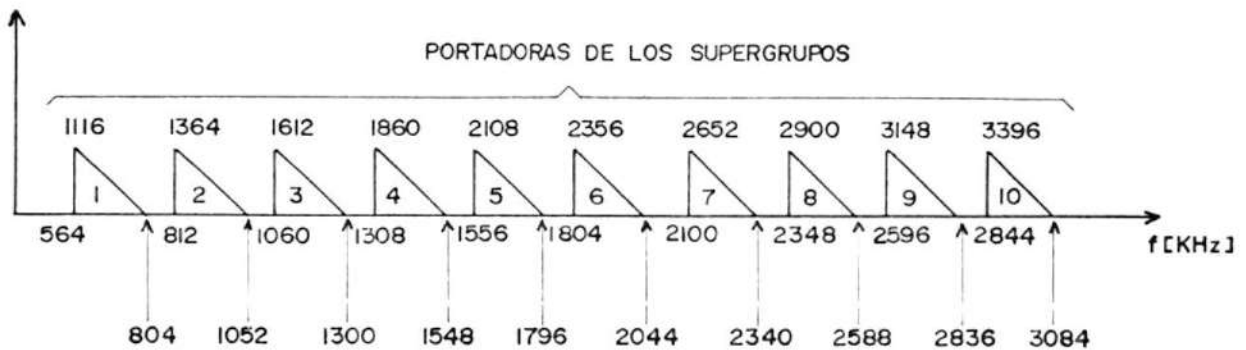 PORTADORAS DE LOS SUPERGRUPOS
1116 1364 1612 1860 2108 2356 2652 2900 3148 3396
1 2 3 4 5 6 7 8 9 10
564 812 1060 1308 1556 1804 2100 2348 2596 2844
f[KHz]
804 1052 1300 1548 1796 2044 2340 2588 2836 3084